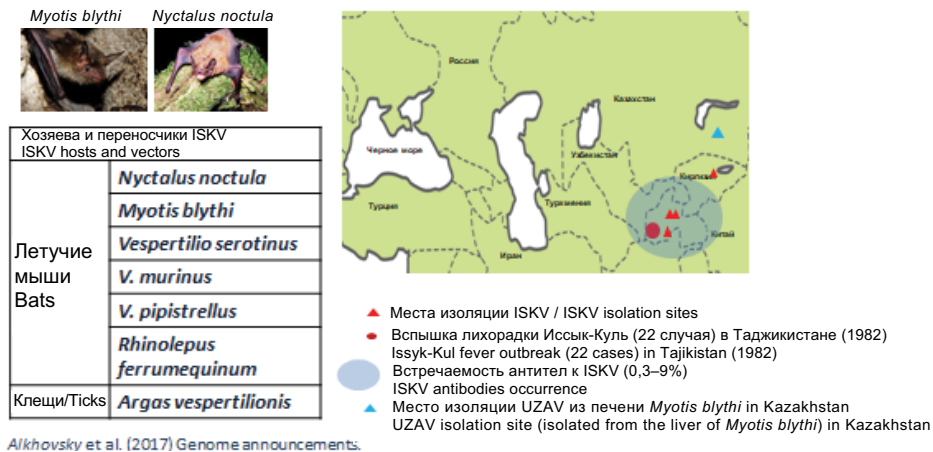 Myotis blythi
Nyctalus noctula
Хозяева и переносчики ISKV
ISKV hosts and vectors
Летучие
мыши
Bats
Nyctalus noctula
Myotis blythi
Vespertilio serotinus
V. murinus
V. pipistrellus
Rhinolepus
ferrumequinum
Клещи/Ticks
Argas vespertilionis
Alkhovsky et al. (2017) Genome announcements.
Россия
Казахстан
Черное море
Узбекистан
Киргизия
Турция
Туркмения
Китай
Иран
Места изоляции ISKV / ISKV isolation sites
Вспышка лихорадки Иссык-Куль (22 случая) в Таджикистане (1982)
Issyk-Kul fever outbreak (22 cases) in Tajikistan (1982)
Встречаемость антител к ISKV (0,3–9%)
ISKV antibodies occurrence
Место изоляции UZAV из печени Myotis blythi in Kazakhstan
UZAV isolation site (isolated from the liver of Myotis blythi) in Kazakhstan